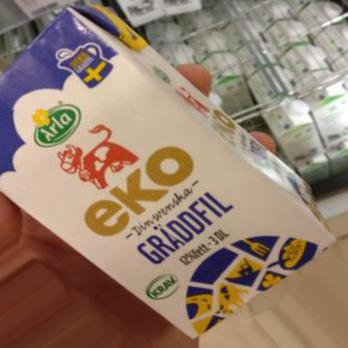 Arla
eko
- Din svenska -
GRÄDDFIL
12% fett - 3 DL
KRAV